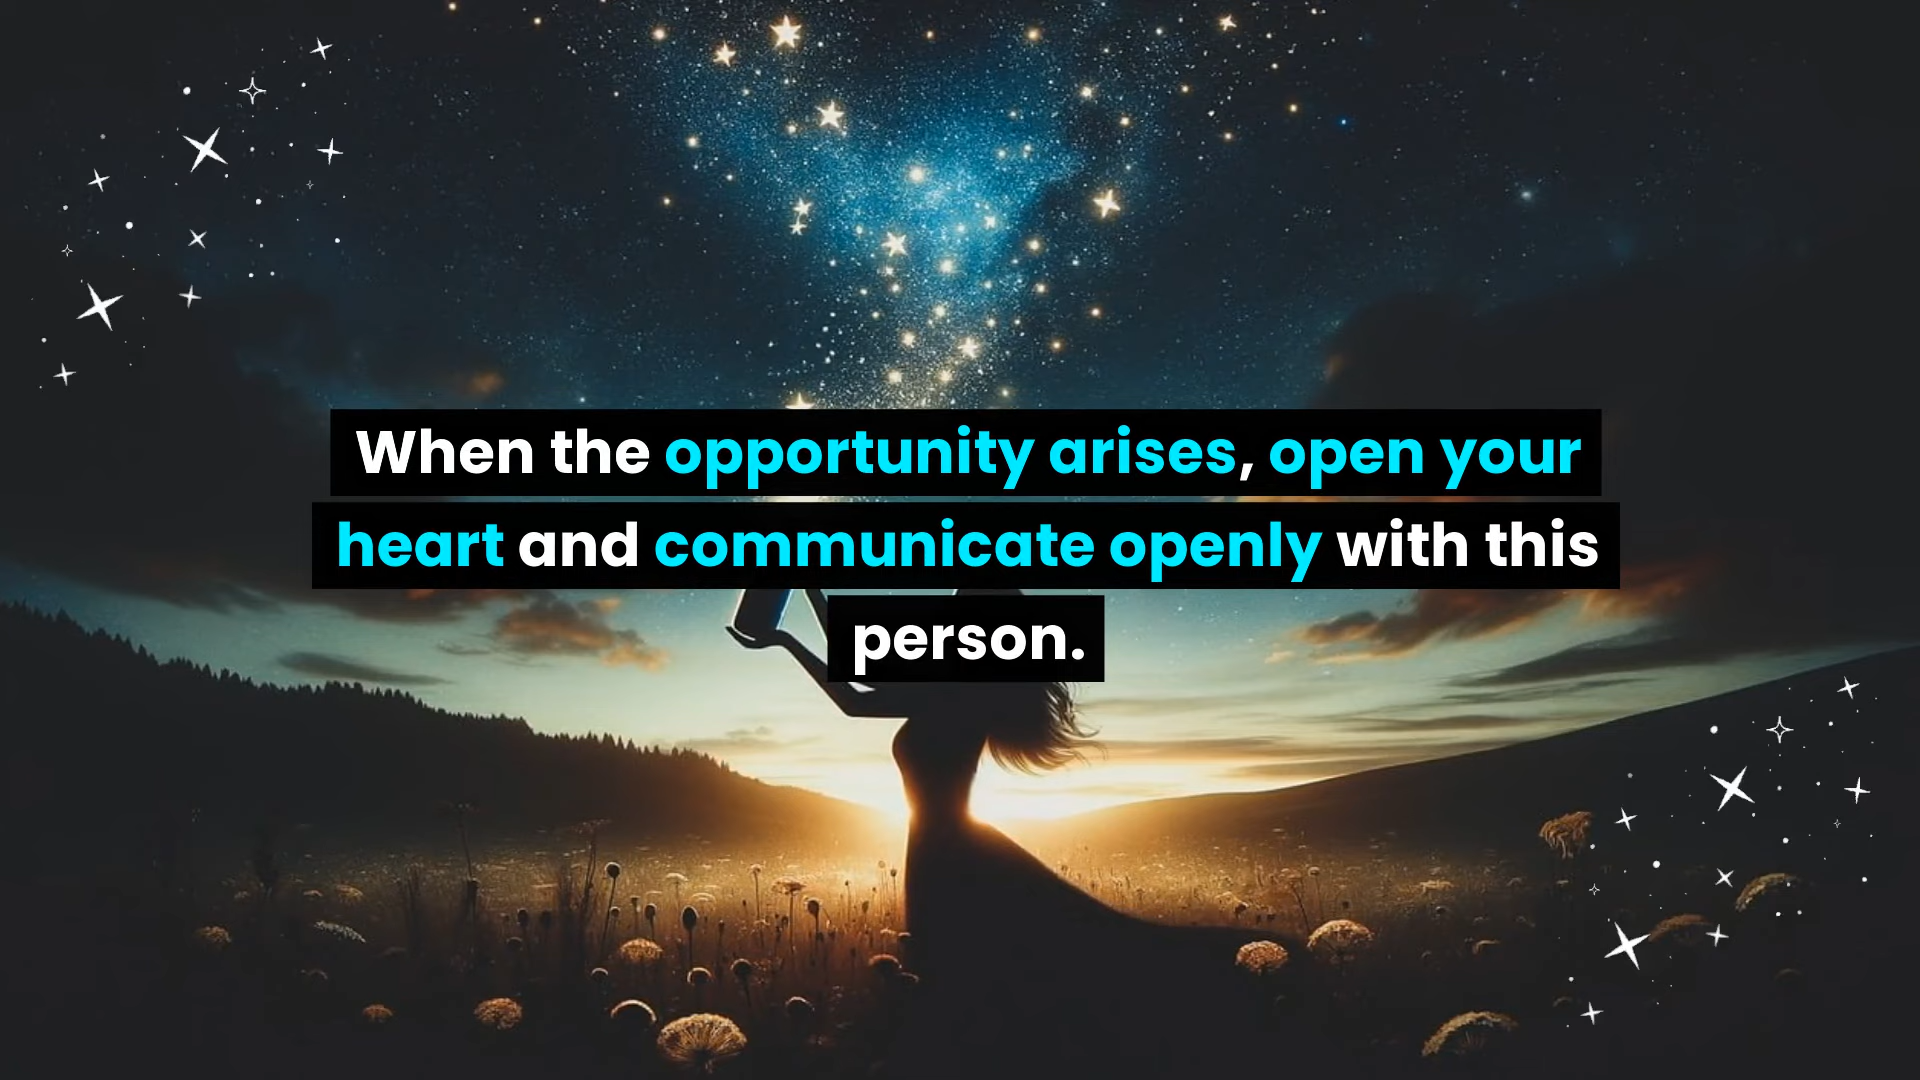 When the opportunity arises, open your
heart and communicate openly with this
person.